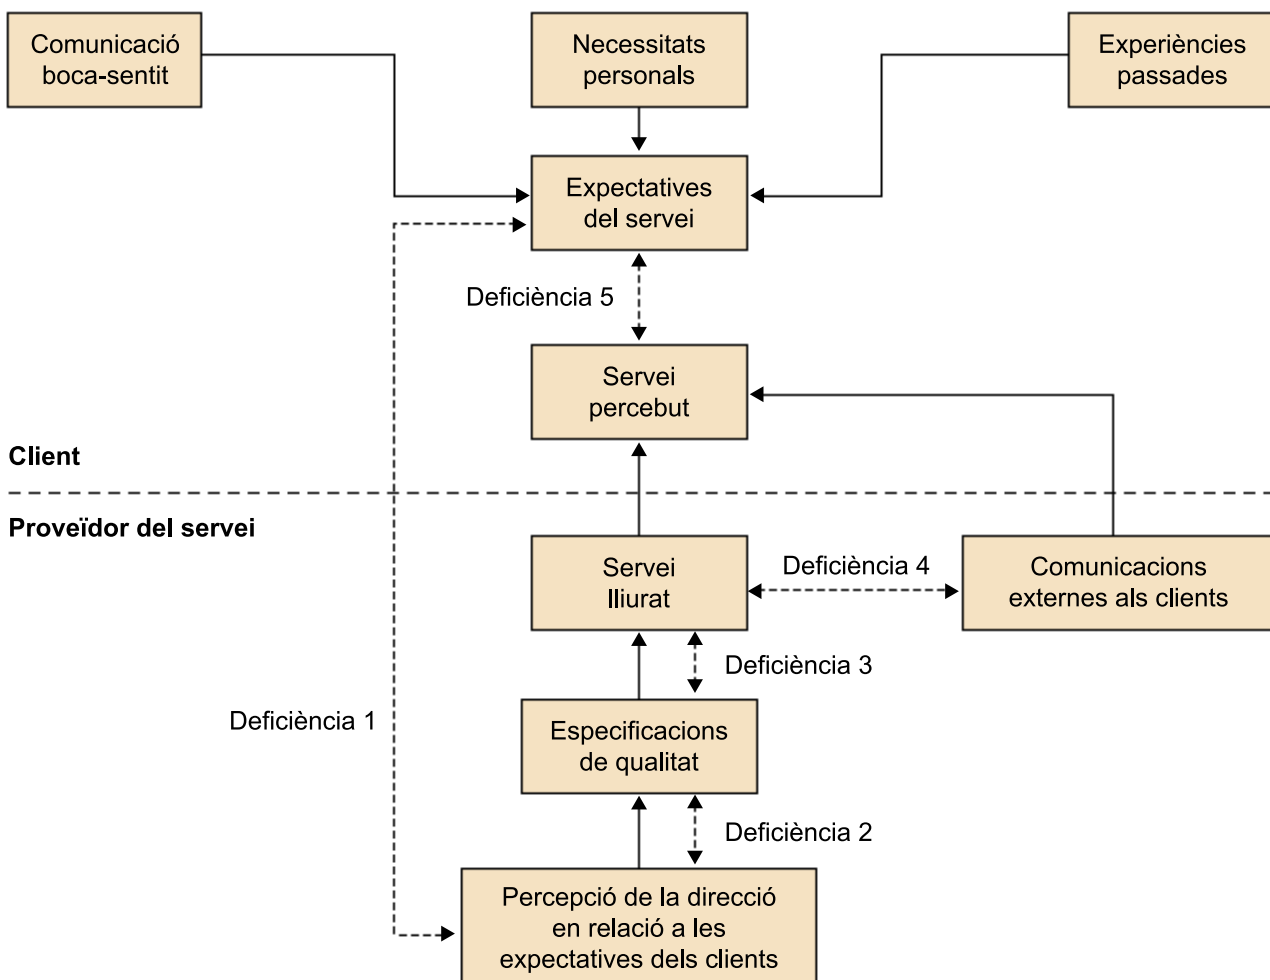 Comunicació
boca-sentit
Necessitats
personals
Experiències
passades
Expectatives
del servei
Deficiència 5
Servei
percebut
Client
Proveïdor del servei
Servei
lliurat
Deficiència 4
Comunicacions
externes als clients
Deficiència 3
Deficiència 1
Especificacions
de qualitat
Deficiència 2
Percepció de la direcció
en relació a les
expectatives dels clients